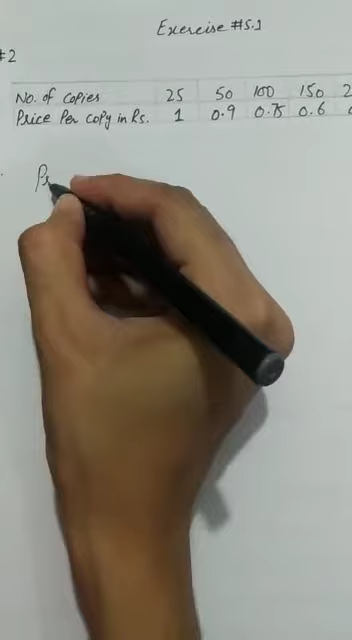 Exercise #5.1
#2
No. of Copies 25 50 100 150 2
Price Per copy in Rs. 1 0.9 0.75 0.6